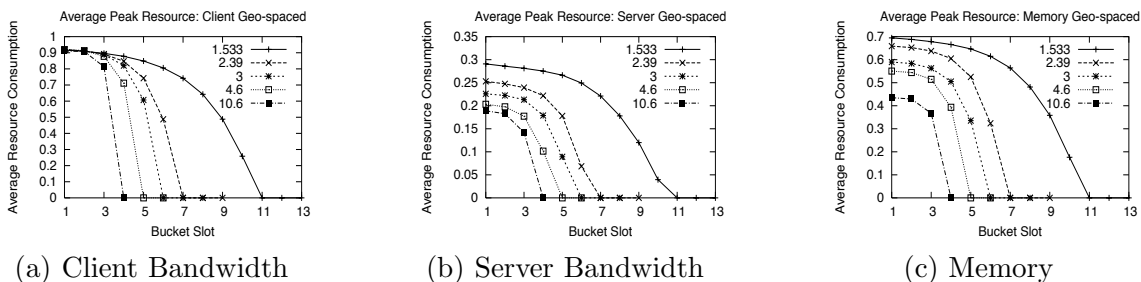 Average Peak Resource: Client Geo-spaced
Average Resource Consumption
1
0.9
0.8
0.7
0.6
0.5
0.4
0.3
0.2
0.1
0
1.533
2.39
3
4.6
10.6
1 3 5 7 9 11 13
Bucket Slot
(a) Client Bandwidth
Average Peak Resource: Server Geo-spaced
Average Resource Consumption
0.35
0.3
0.25
0.2
0.15
0.1
0.05
0
1.533
2.39
3
4.6
10.6
1 3 5 7 9 11 13
Bucket Slot
(b) Server Bandwidth
Average Peak Resource: Memory Geo-spaced
Average Resource Consumption
0.7
0.6
0.5
0.4
0.3
0.2
0.1
0
1.533
2.39
3
4.6
10.6
1 3 5 7 9 11 13
Bucket Slot
(c) Memory